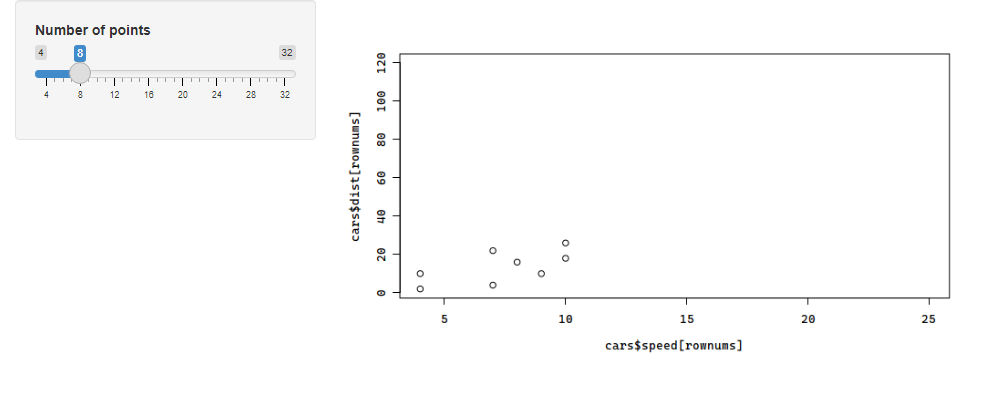 Number of points
4 8 32
4 8 12 16 20 24 28 32
cars$dist[rownums]
120
100
80
60
40
20
0
5 10 15 20 25
cars$speed[rownums]